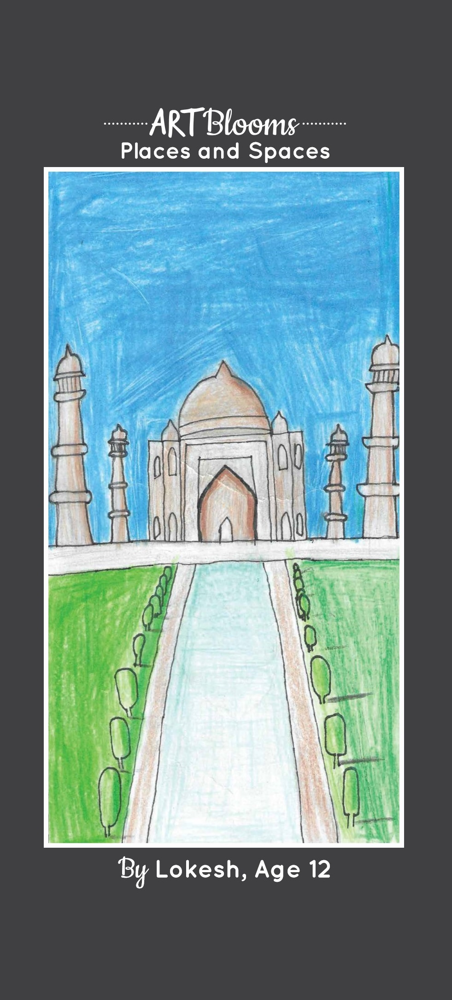 ART Blooms
Places and Spaces
By Lokesh, Age 12